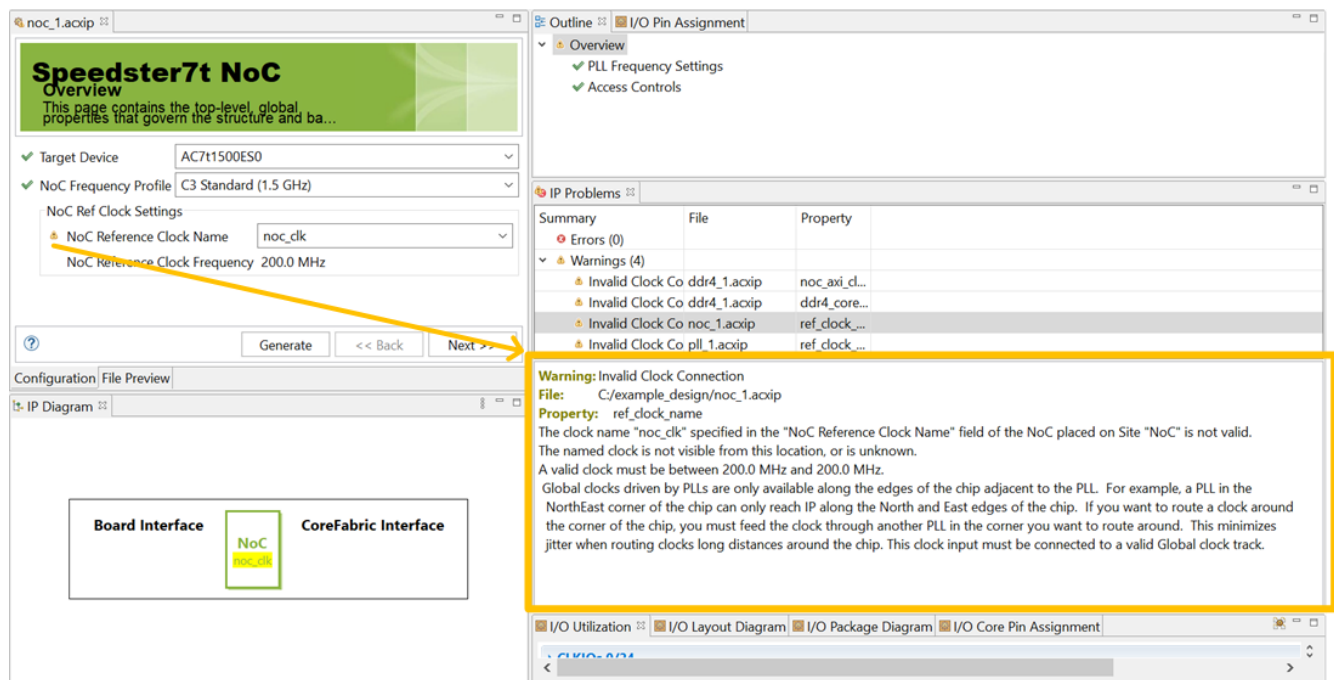 noc_1.acxip
Speedster7t NoC
Overview
This page contains the top-level, global
properties that govern the structure and ba...
Target Device AC7t1500ES0
NoC Frequency Profile C3 Standard (1.5 GHz)
NoC Ref Clock Settings
NoC Reference Clock Name noc_clk
NoC Reference Clock Frequency 200.0 MHz
Generate << Back Next >>
Configuration File Preview
IP Diagram
Board Interface
NoC
noc_clk
CoreFabric Interface
Outline I/O Pin Assignment
Overview
PLL Frequency Settings
Access Controls
IP Problems
Summary File Property
Errors (0)
Warnings (4)
Invalid Clock Co ddr4_1.acxip noc_axi_cl...
Invalid Clock Co ddr4_1.acxip ddr4_core...
Invalid Clock Co noc_1.acxip ref_clock_...
Invalid Clock Co pll_1.acxip ref_clock_...
Warning: Invalid Clock Connection
File: C:/example_design/noc_1.acxip
Property: ref_clock_name
The clock name "noc_clk" specified in the "NoC Reference Clock Name" field of the NoC placed on Site "NoC" is not valid.
The named clock is not visible from this location, or is unknown.
A valid clock must be between 200.0 MHz and 200.0 MHz.
Global clocks driven by PLLs are only available along the edges of the chip adjacent to the PLL. For example, a PLL in the
NorthEast corner of the chip can only reach IP along the North and East edges of the chip. If you want to route a clock around
the corner of the chip, you must feed the clock through another PLL in the corner you want to route around. This minimizes
jitter when routing clocks long distances around the chip. This clock input must be connected to a valid Global clock track.
I/O Utilization I/O Layout Diagram I/O Package Diagram I/O Core Pin Assignment